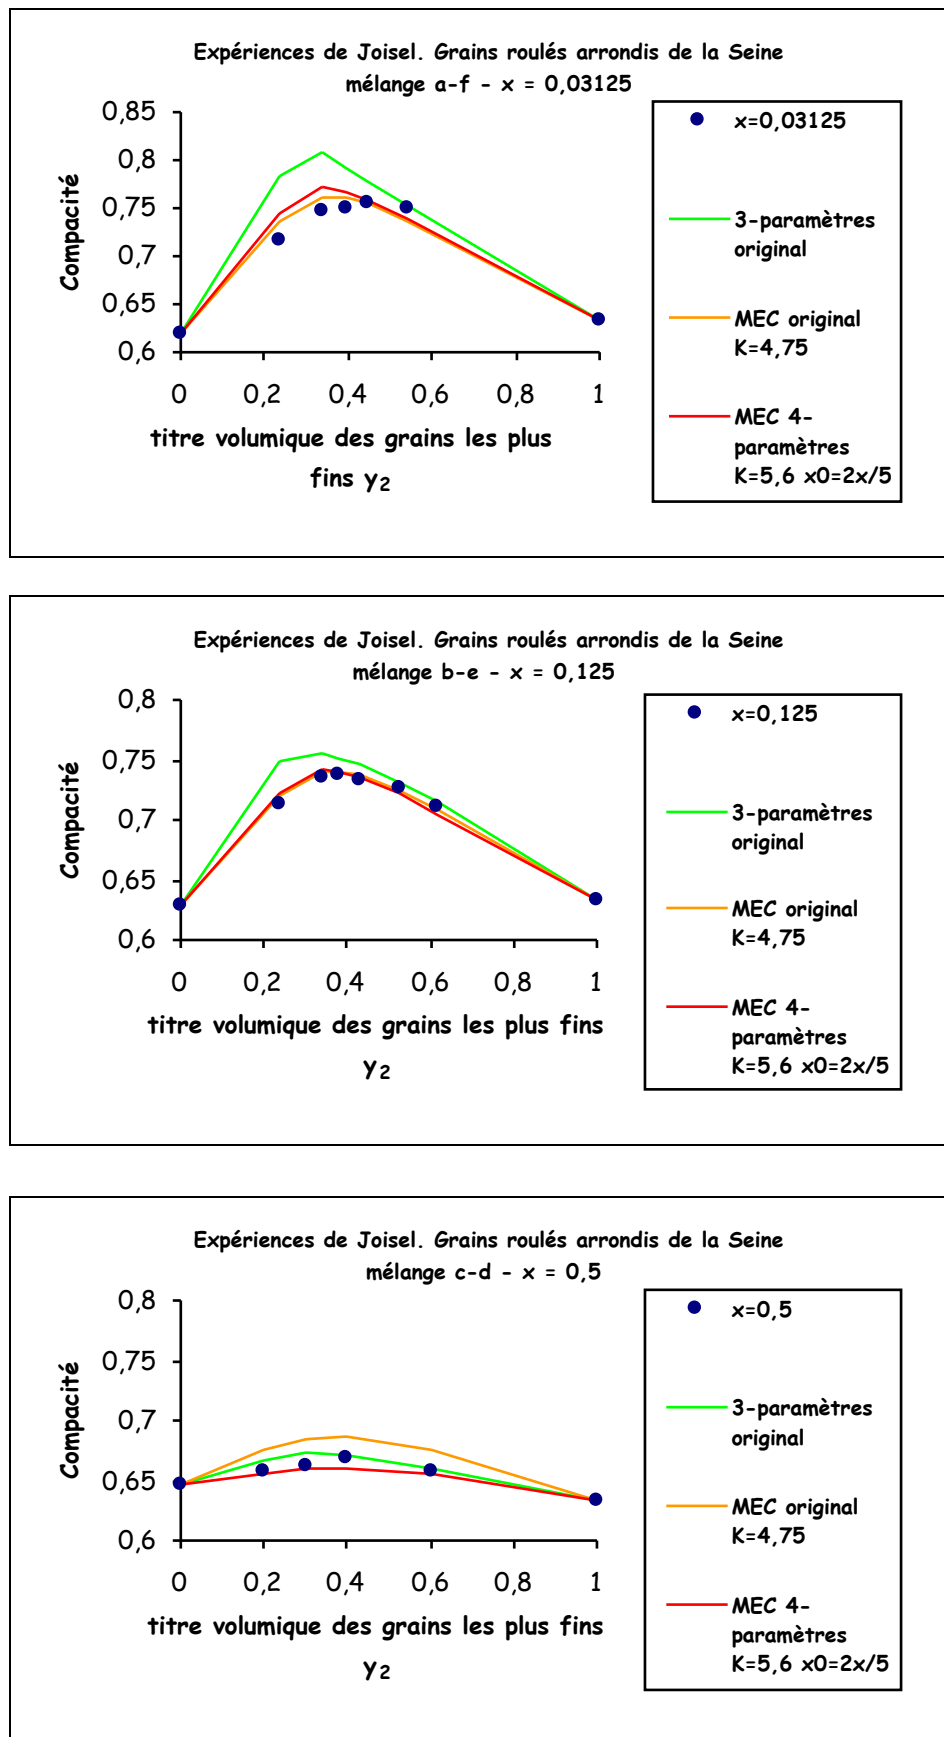 Expériences de Joisel. Grains roulés arrondis de la Seine
mélange a-f - x = 0,03125
0,85
0,8
0,75
0,7
0,65
0,6
Compacité
0 0,2 0,4 0,6 0,8 1
titre volumique des grains les plus
fins y2
x=0,03125
3-paramètres
original
MEC original
K=4,75
MEC 4-
paramètres
K=5,6 x0=2x/5
Expériences de Joisel. Grains roulés arrondis de la Seine
mélange b-e - x = 0,125
0,8
0,75
0,7
0,65
0,6
Compacité
0 0,2 0,4 0,6 0,8 1
titre volumique des grains les plus fins
y2
x=0,125
3-paramètres
original
MEC original
K=4,75
MEC 4-
paramètres
K=5,6 x0=2x/5
Expériences de Joisel. Grains roulés arrondis de la Seine
mélange c-d - x = 0,5
0,8
0,75
0,7
0,65
0,6
Compacité
0 0,2 0,4 0,6 0,8 1
titre volumique des grains les plus fins
y2
x=0,5
3-paramètres
original
MEC original
K=4,75
MEC 4-
paramètres
K=5,6 x0=2x/5